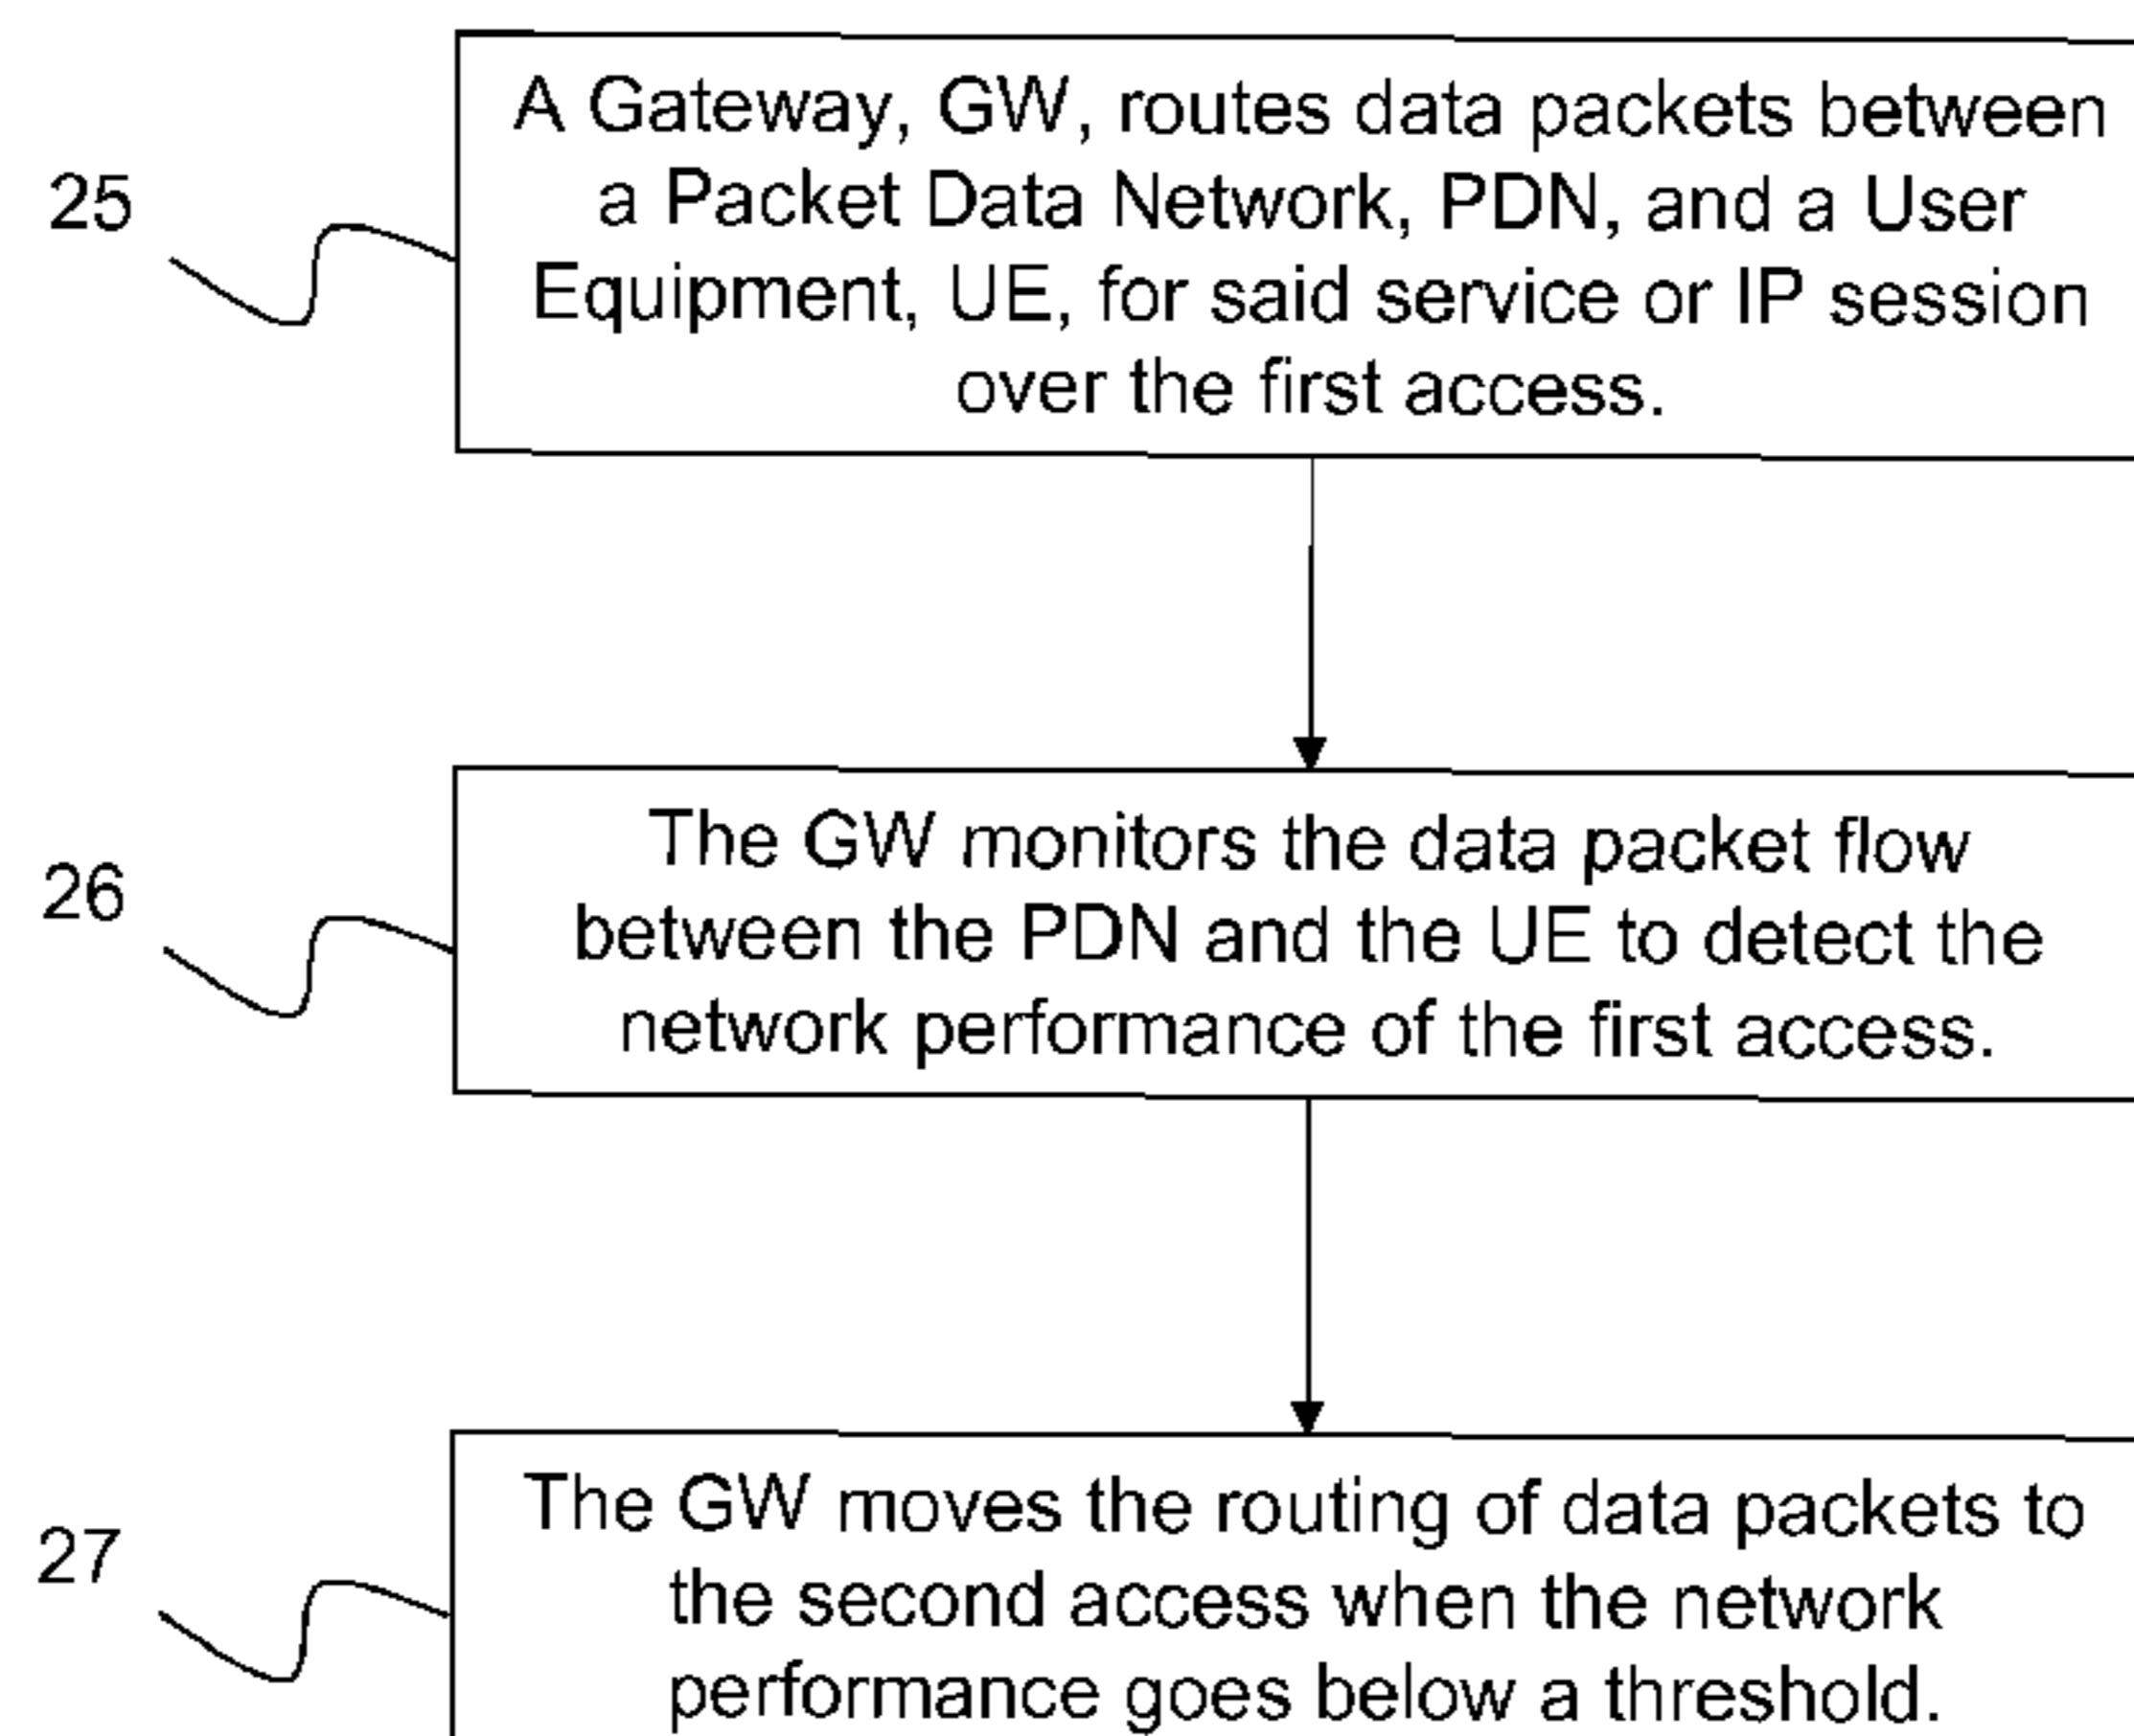 25
A Gateway, GW, routes data packets between
a Packet Data Network, PDN, and a User
Equipment, UE, for said service or IP session
over the first access.
26
The GW monitors the data packet flow
between the PDN and the UE to detect the
network performance of the first access.
27
The GW moves the routing of data packets to
the second access when the network
performance goes below a threshold.